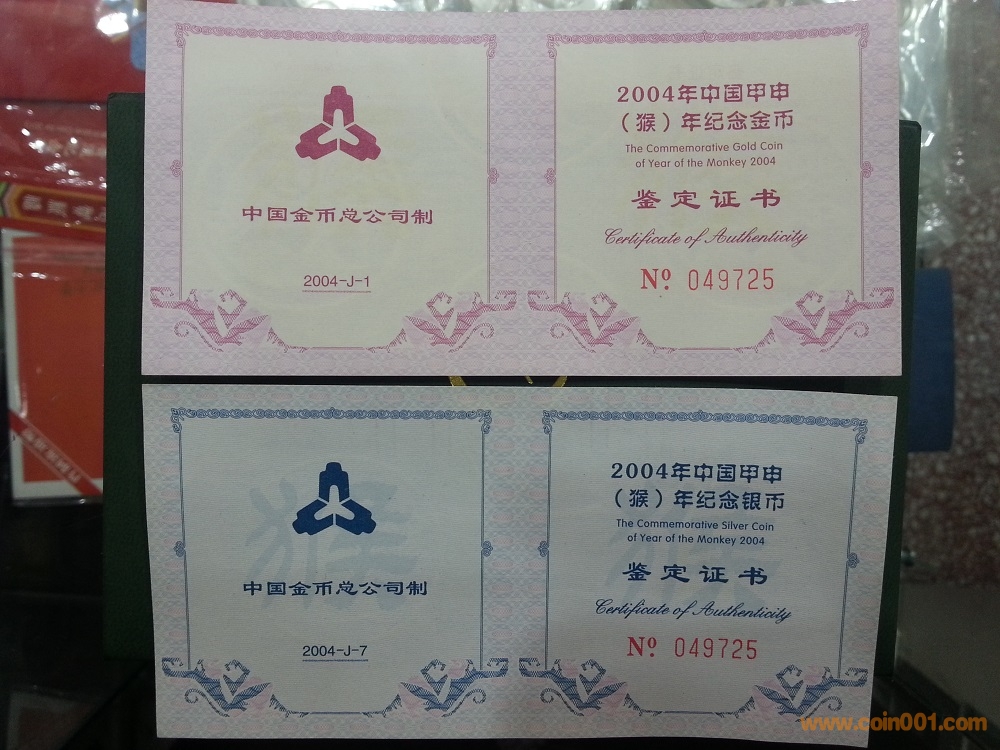 中国金币总公司制
2004-J-1
2004年中国甲申
（猴）年纪念金币
The Commemorative Gold Coin
of Year of the Monkey 2004
鉴定证书
Certificate of Authenticity
Nº 049725
中国金币总公司制
2004-J-7
2004年中国甲申
（猴）年纪念银币
The Commemorative Silver Coin
of Year of the Monkey 2004
鉴定证书
Certificate of Authenticity
Nº 049725
www.coin001.com